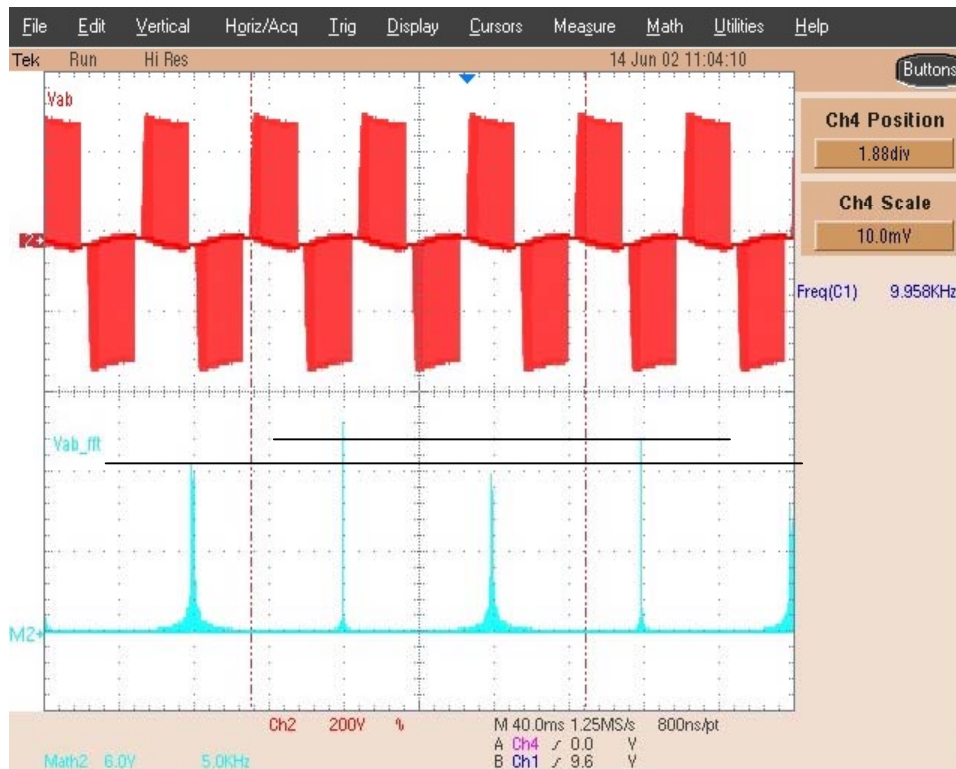 File Edit Vertical Horiz/Acq Trig Display Cursors Measure Math Utilities Help
Tek Run Hi Res 14 Jun 02 11:04:10
Buttons
Vab
Ch4 Position
1.88div
Ch4 Scale
10.0mV
2
Freq(C1) 9.958KHz
Vab_fft
M2
Ch2 200V M 40.0ms 1.25MS/s 800ns/pt
A Ch4 0.0 V
Math2 6.0V 5.0KHz B Ch1 9.6 V